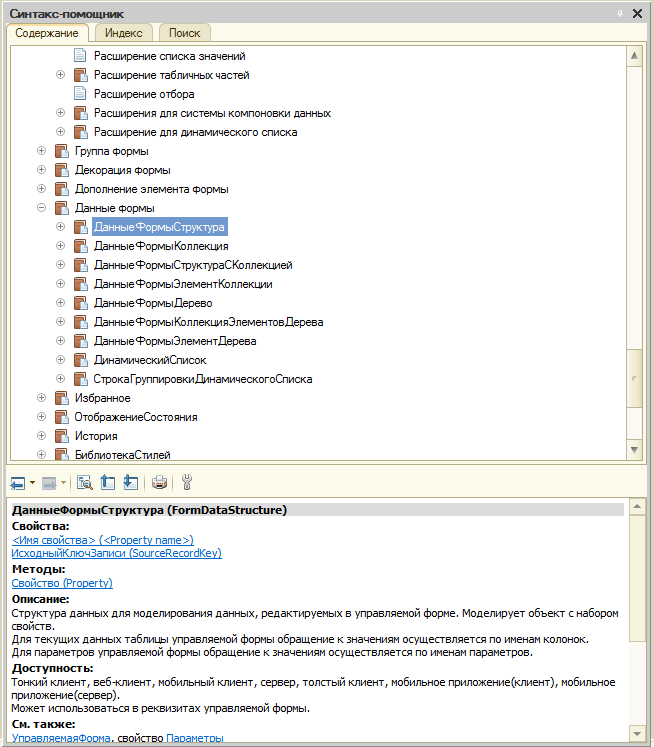 Синтакс-помощник
Содержание Индекс Поиск
Расширение списка значений
Расширение табличных частей
Расширение отбора
Расширения для системы компоновки данных
Расширение для динамического списка
Группа формы
Декорация формы
Дополнение элемента формы
Данные формы
ДанныеФормыСтруктура
ДанныеФормыКоллекция
ДанныеФормыСтруктураСКоллекцией
ДанныеФормыЭлементКоллекции
ДанныеФормыДерево
ДанныеФормыКоллекцияЭлементовДерева
ДанныеФормыЭлементДерева
ДинамическийСписок
СтрокаГруппировкиДинамическогоСписка
Избранное
ОтображениеСостояния
История
БиблиотекаСтилей
ДанныеФормыСтруктура (FormDataStructure)
Свойства:
<Имя свойства> (<Property name>)
ИсходныйКлючЗаписи (SourceRecordKey)
Методы:
Свойство (Property)
Описание:
Структура данных для моделирования данных, редактируемых в управляемой форме. Моделирует объект с набором
свойств.
Для текущих данных таблицы управляемой формы обращение к значениям осуществляется по именам колонок.
Для параметров управляемой формы обращение к значениям осуществляется по именам параметров.
Доступность:
Тонкий клиент, веб-клиент, мобильный клиент, сервер, толстый клиент, мобильное приложение(клиент), мобильное
приложение(сервер).
Может использоваться в реквизитах управляемой формы.
См. также:
УправляемаяФорма, свойство Параметры